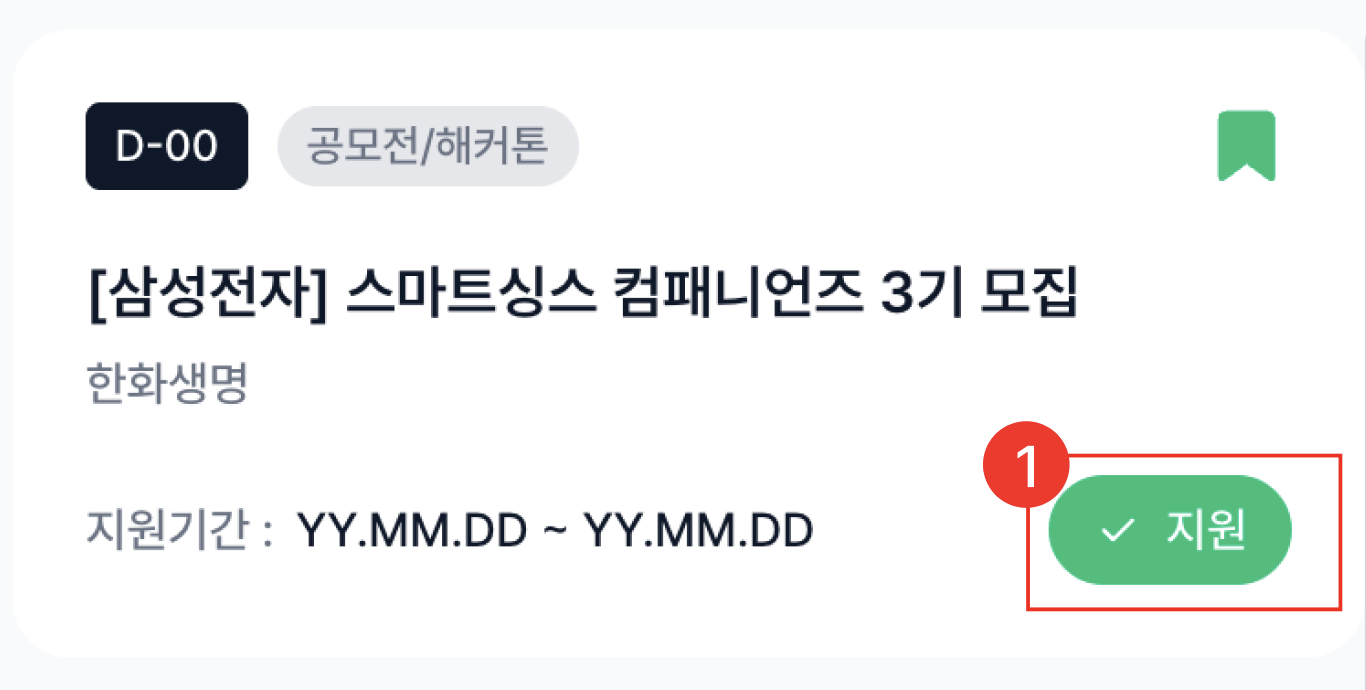 D-00 공모전/해커톤
[삼성전자] 스마트싱스 컴패니언즈 3기 모집
한화생명
지원기간 : YY.MM.DD ~ YY.MM.DD
1
지원